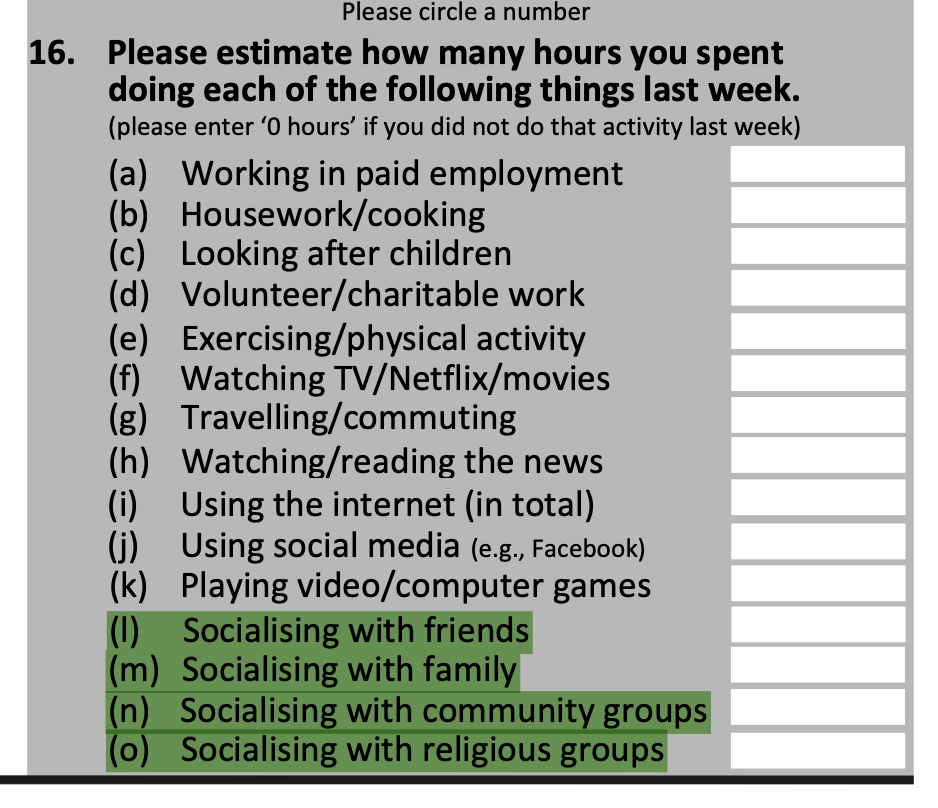 Please circle a number
16. Please estimate how many hours you spent
doing each of the following things last week.
(please enter ‘0 hours’ if you did not do that activity last week)
(a) Working in paid employment
(b) Housework/cooking
(c) Looking after children
(d) Volunteer/charitable work
(e) Exercising/physical activity
(f) Watching TV/Netflix/movies
(g) Travelling/commuting
(h) Watching/reading the news
(i) Using the internet (in total)
(j) Using social media (e.g., Facebook)
(k) Playing video/computer games
(l) Socialising with friends
(m) Socialising with family
(n) Socialising with community groups
(o) Socialising with religious groups